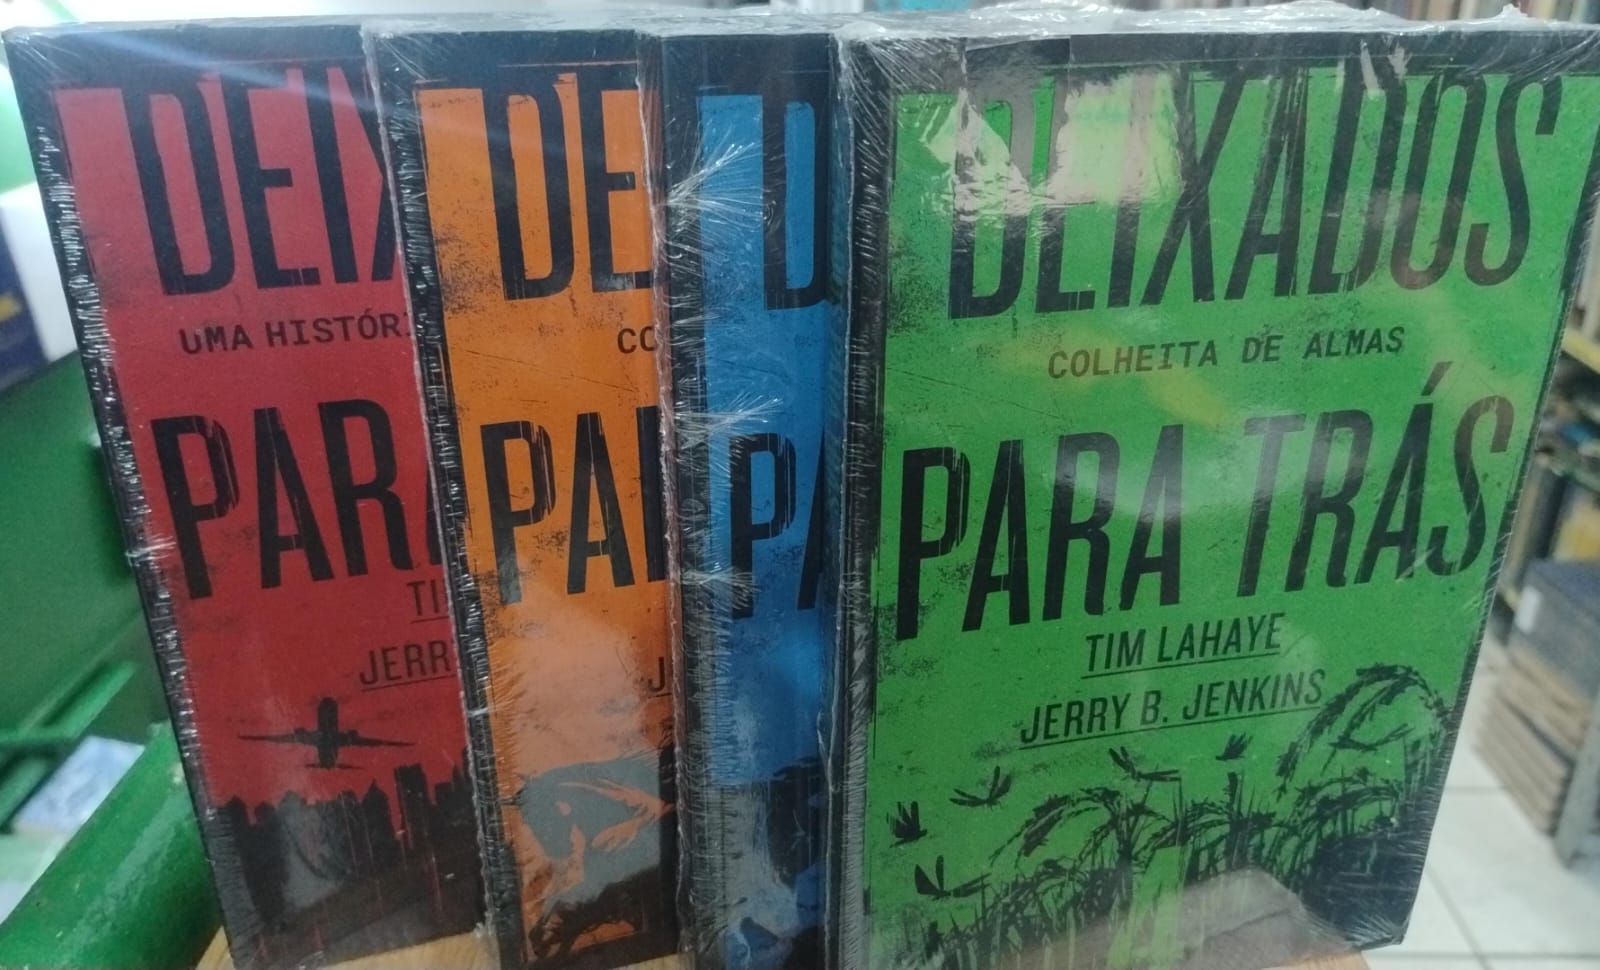 DEIX
UMA HISTÓRI
PARA
JERR
DE
CO
PA
J
D
PA
DEIXADOS
COLHEITA DE ALMAS
PARA TRÁS
TIM LAHAYE
JERRY B. JENKINS